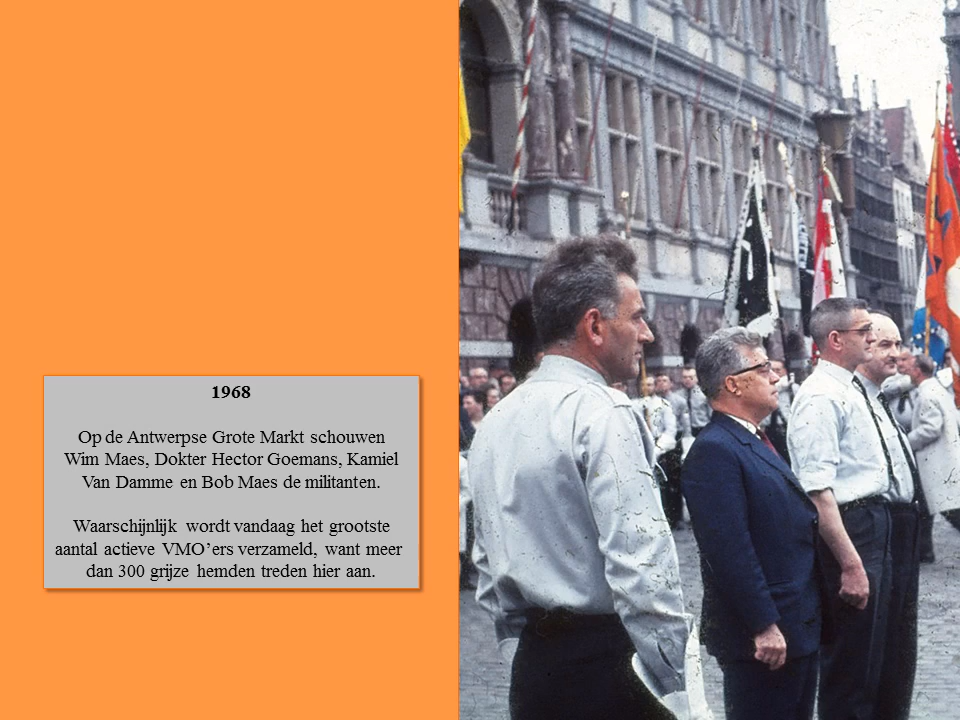 1968
Op de Antwerpse Grote Markt schouwen
Wim Maes, Dokter Hector Goemans, Kamiel
Van Damme en Bob Maes de militanten.
Waarschijnlijk wordt vandaag het grootste
aantal actieve VMO’ers verzameld, want meer
dan 300 grijze hemden treden hier aan.